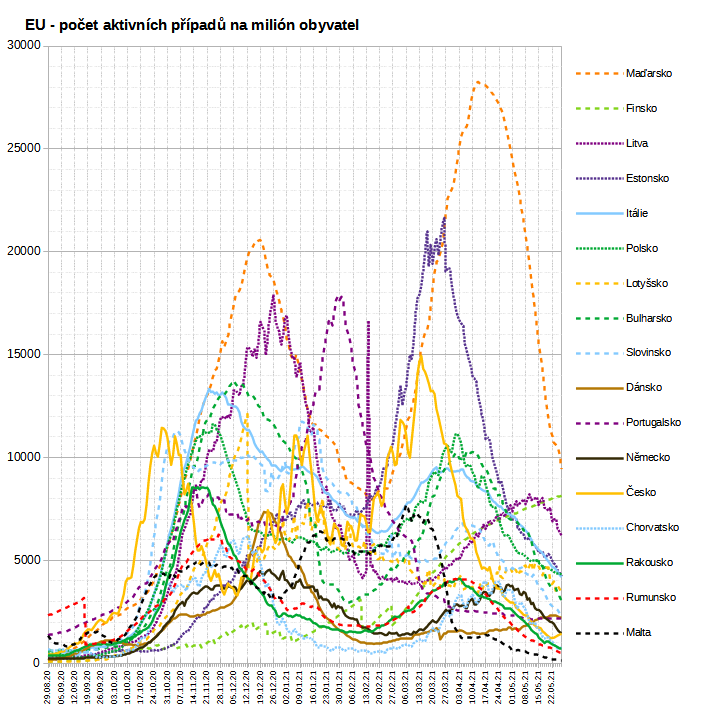 EU - počet aktivních případů na milión obyvatel
30000
25000
20000
15000
10000
5000
0
Maďarsko
Finsko
Litva
Estonsko
Itálie
Polsko
Lotyšsko
Bulharsko
Slovinsko
Dánsko
Portugalsko
Německo
Česko
Chorvatsko
Rakousko
Rumunsko
Malta
29.08.20
05.09.20
12.09.20
19.09.20
26.09.20
03.10.20
10.10.20
17.10.20
24.10.20
31.10.20
07.11.20
14.11.20
21.11.20
28.11.20
05.12.20
12.12.20
19.12.20
26.12.20
02.01.21
09.01.21
16.01.21
23.01.21
30.01.21
06.02.21
13.02.21
20.02.21
27.02.21
06.03.21
13.03.21
20.03.21
27.03.21
03.04.21
10.04.21
17.04.21
24.04.21
01.05.21
08.05.21
15.05.21
22.05.21